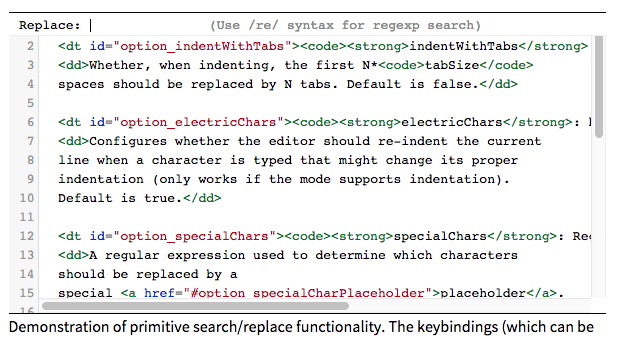 Replace: (Use /re/ syntax for regexp search)
2 <dt id="option_indentWithTabs"><code><strong>indentWithTabs</strong>
3 <dd>Whether, when indenting, the first N*<code>tabSize</code>
4 spaces should be replaced by N tabs. Default is false.</dd>
5
6 <dt id="option_electricChars"><code><strong>electricChars</strong>:
7 <dd>Configures whether the editor should re-indent the current
8 line when a character is typed that might change its proper
9 indentation (only works if the mode supports indentation).
10 Default is true.</dd>
11
12 <dt id="option_specialChars"><code><strong>specialChars</strong>: Re
13 <dd>A regular expression used to determine which characters
14 should be replaced by a
15 special <a href="#option_specialCharPlaceholder">placeholder</a>.
16
Demonstration of primitive search/replace functionality. The keybindings (which can be